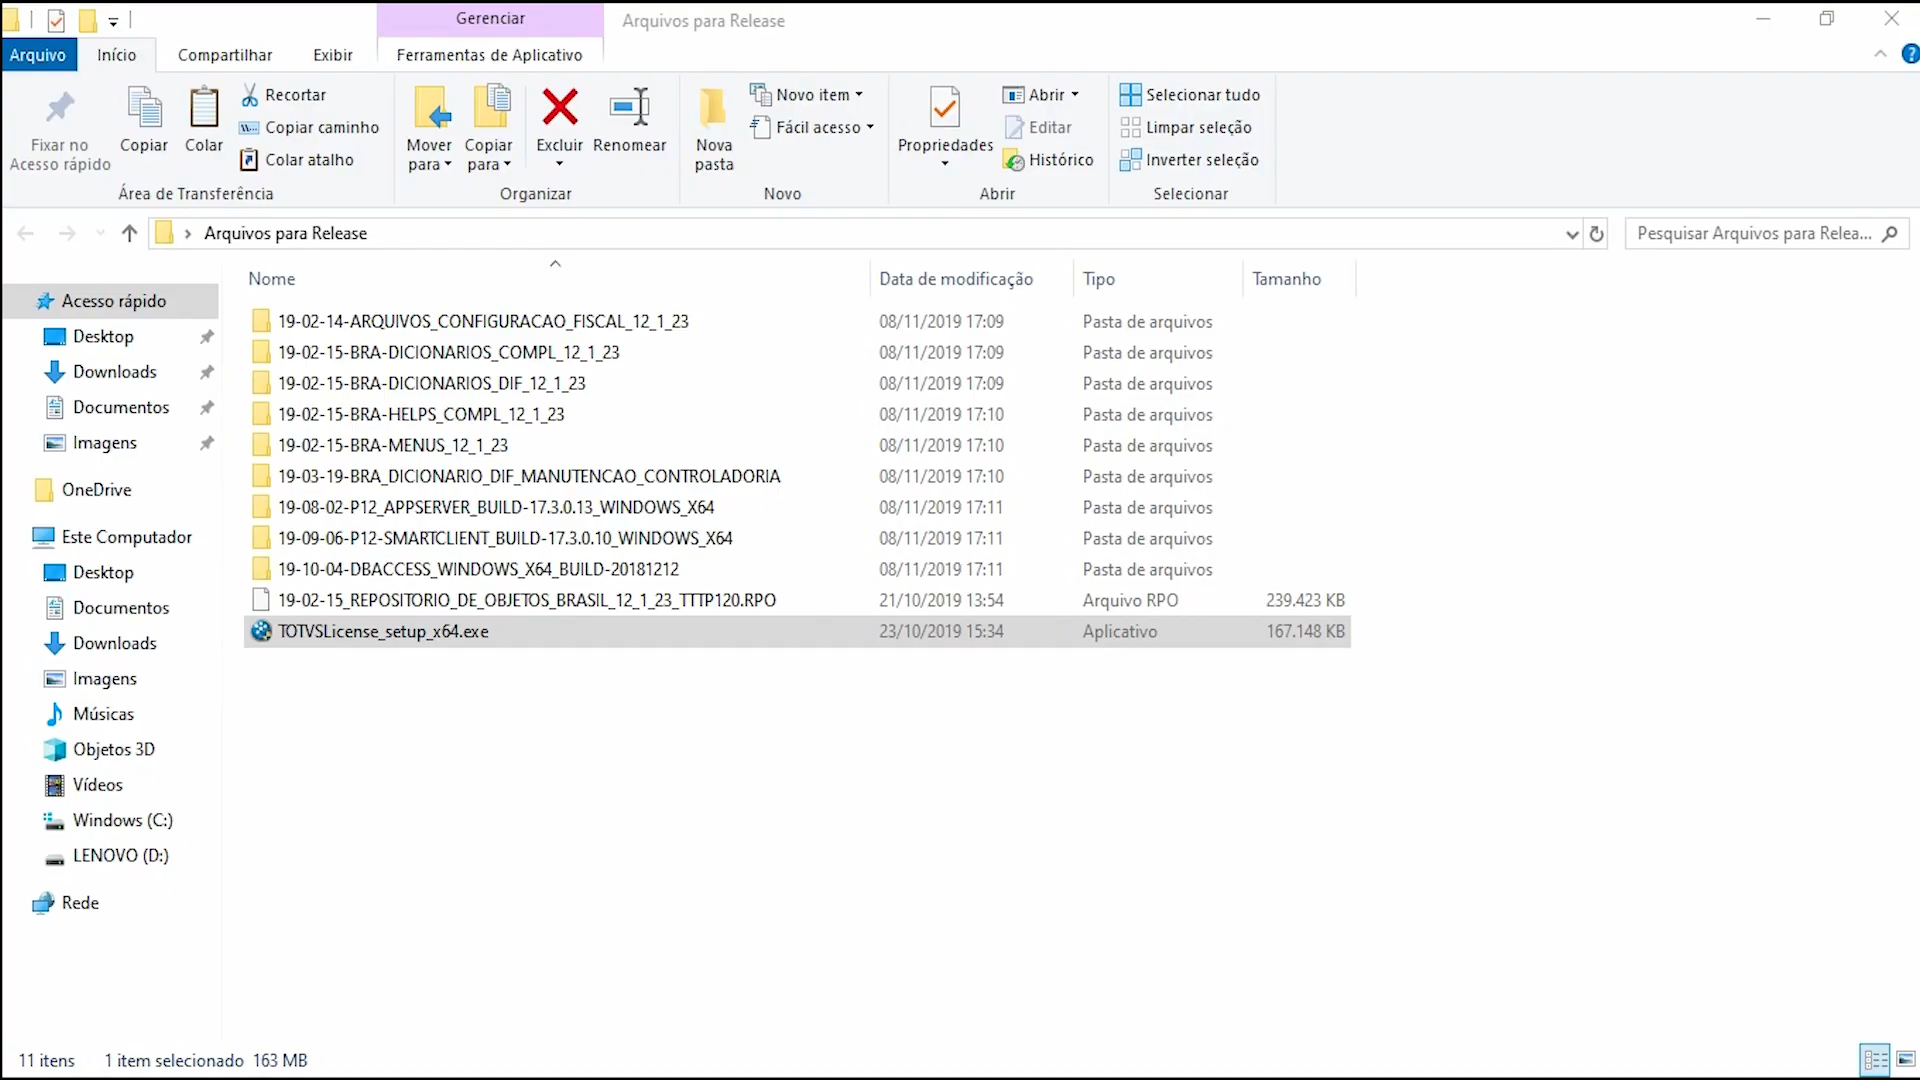 Gerenciar
Arquivos para Release
Arquivo
Início
Compartilhar
Exibir
Ferramentas de Aplicativo
Fixar no
Acesso rápido
Copiar
Colar
Recortar
Copiar caminho
Colar atalho
Área de Transferência
Mover
para
Copiar
para
Excluir
Renomear
Organizar
Nova
pasta
Novo item
Fácil acesso
Novo
Propriedades
Abrir
Editar
Histórico
Abrir
Selecionar tudo
Limpar seleção
Inverter seleção
Selecionar
Arquivos para Release
Pesquisar Arquivos para Relea...
Acesso rápido
Desktop
Downloads
Documentos
Imagens
OneDrive
Este Computador
Desktop
Documentos
Downloads
Imagens
Músicas
Objetos 3D
Vídeos
Windows (C:)
LENOVO (D:)
Rede
Nome Data de modificação Tipo Tamanho
19-02-14-ARQUIVOS_CONFIGURACAO_FISCAL_12_1_23 08/11/2019 17:09 Pasta de arquivos
19-02-15-BRA-DICIONARIOS_COMPL_12_1_23 08/11/2019 17:09 Pasta de arquivos
19-02-15-BRA-DICIONARIOS_DIF_12_1_23 08/11/2019 17:09 Pasta de arquivos
19-02-15-BRA-HELPS_COMPL_12_1_23 08/11/2019 17:10 Pasta de arquivos
19-02-15-BRA-MENUS_12_1_23 08/11/2019 17:10 Pasta de arquivos
19-03-19-BRA_DICIONARIO_DIF_MANUTENCAO_CONTROLADORIA 08/11/2019 17:10 Pasta de arquivos
19-08-02-P12_APPSERVER_BUILD-17.3.0.13_WINDOWS_X64 08/11/2019 17:11 Pasta de arquivos
19-09-06-P12-SMARTCLIENT_BUILD-17.3.0.10_WINDOWS_X64 08/11/2019 17:11 Pasta de arquivos
19-10-04-DBACCESS_WINDOWS_X64_BUILD-20181212 08/11/2019 17:11 Pasta de arquivos
19-02-15_REPOSITORIO_DE_OBJETOS_BRASIL_12_1_23_TTTP120.RPO 21/10/2019 13:54 Arquivo RPO 239.423 KB
TOTVSLicense_setup_x64.exe 23/10/2019 15:34 Aplicativo 167.148 KB
11 itens 1 item selecionado 163 MB